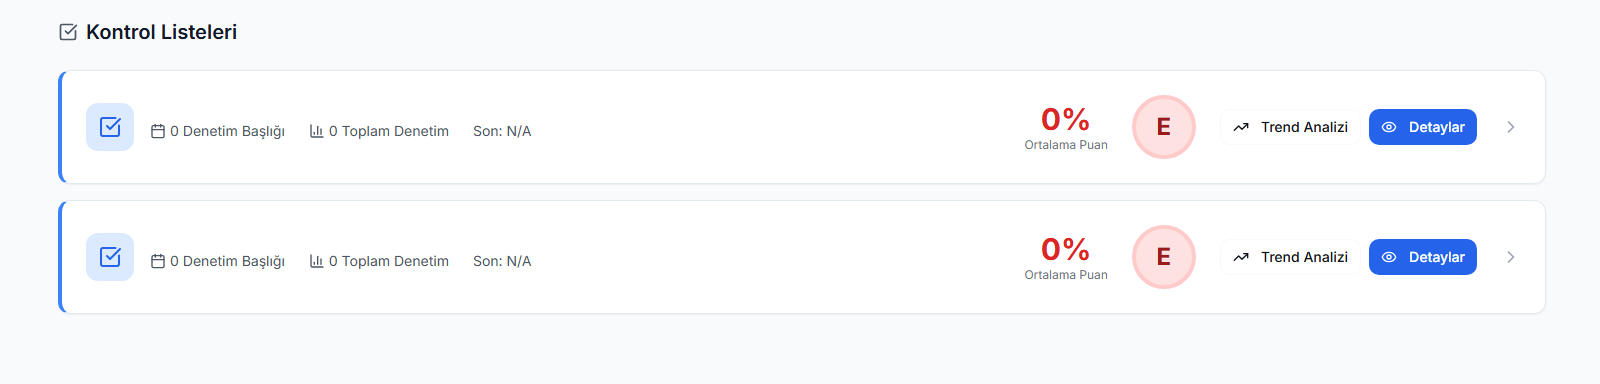 Kontrol Listeleri
0 Denetim Başlığı 0 Toplam Denetim Son: N/A
0%
Ortalama Puan
E
Trend Analizi
Detaylar
0 Denetim Başlığı 0 Toplam Denetim Son: N/A
0%
Ortalama Puan
E
Trend Analizi
Detaylar